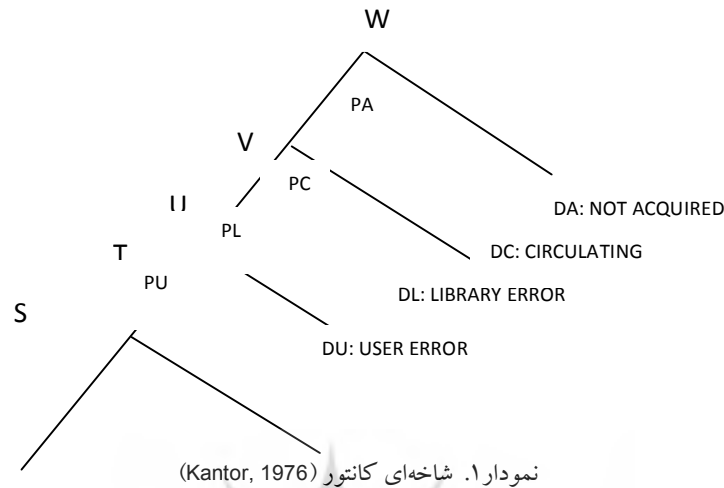 W
PA
V
PC
DA: NOT ACQUIRED
U
PL
DC: CIRCULATING
T
PU
DL: LIBRARY ERROR
S
DU: USER ERROR
نمودار۱. شاخه‌ای کانتور (Kantor, 1976)